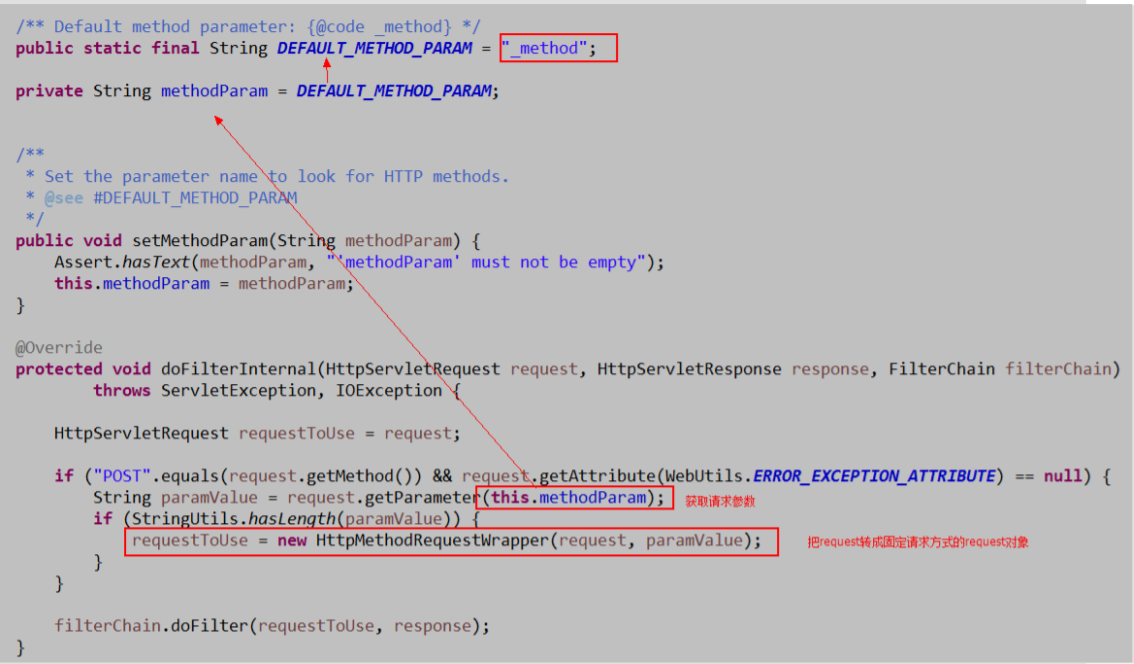 /** Default method parameter: {@code _method} */
public static final String DEFAULT_METHOD_PARAM = "_method";
private String methodParam = DEFAULT_METHOD_PARAM;
/**
 * Set the parameter name to look for HTTP methods.
 * @see #DEFAULT_METHOD_PARAM
 */
public void setMethodParam(String methodParam) {
    Assert.hasText(methodParam, "'methodParam' must not be empty");
    this.methodParam = methodParam;
}
@Override
protected void doFilterInternal(HttpServletRequest request, HttpServletResponse response, FilterChain filterChain)
        throws ServletException, IOException {
    HttpServletRequest requestToUse = request;
    if ("POST".equals(request.getMethod()) && request.getAttribute(WebUtils.ERROR_EXCEPTION_ATTRIBUTE) == null) {
        String paramValue = request.getParameter(this.methodParam); 获取请求参数
        if (StringUtils.hasLength(paramValue)) {
            requestToUse = new HttpMethodRequestWrapper(request, paramValue); 把request转成固定请求方式的request对象
        }
    }
    filterChain.doFilter(requestToUse, response);
}